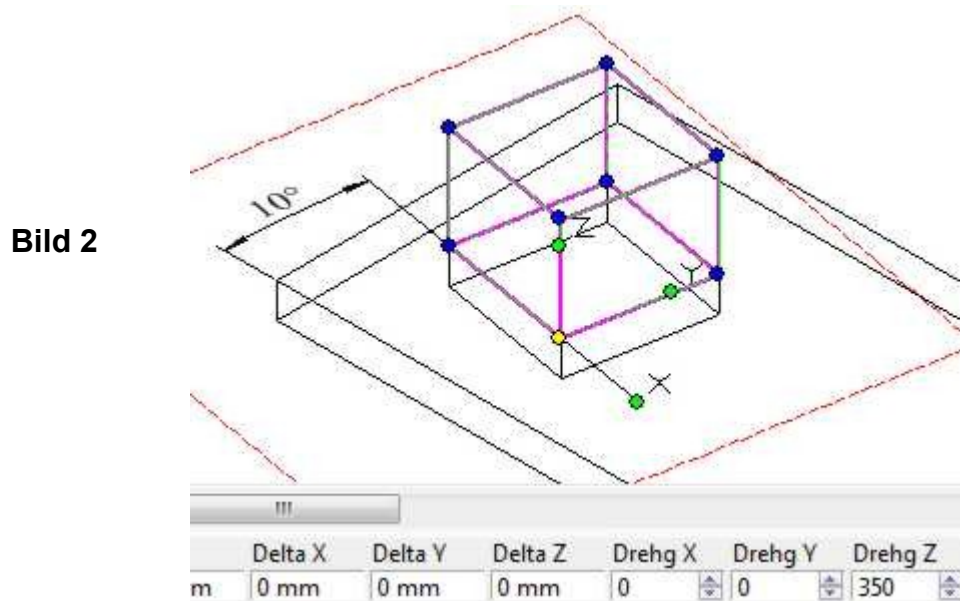 10°
Z
Bild 2
Y
X
Delta X Delta Y Delta Z Drehg X Drehg Y Drehg Z
m 0 mm 0 mm 0 mm 0 0 350